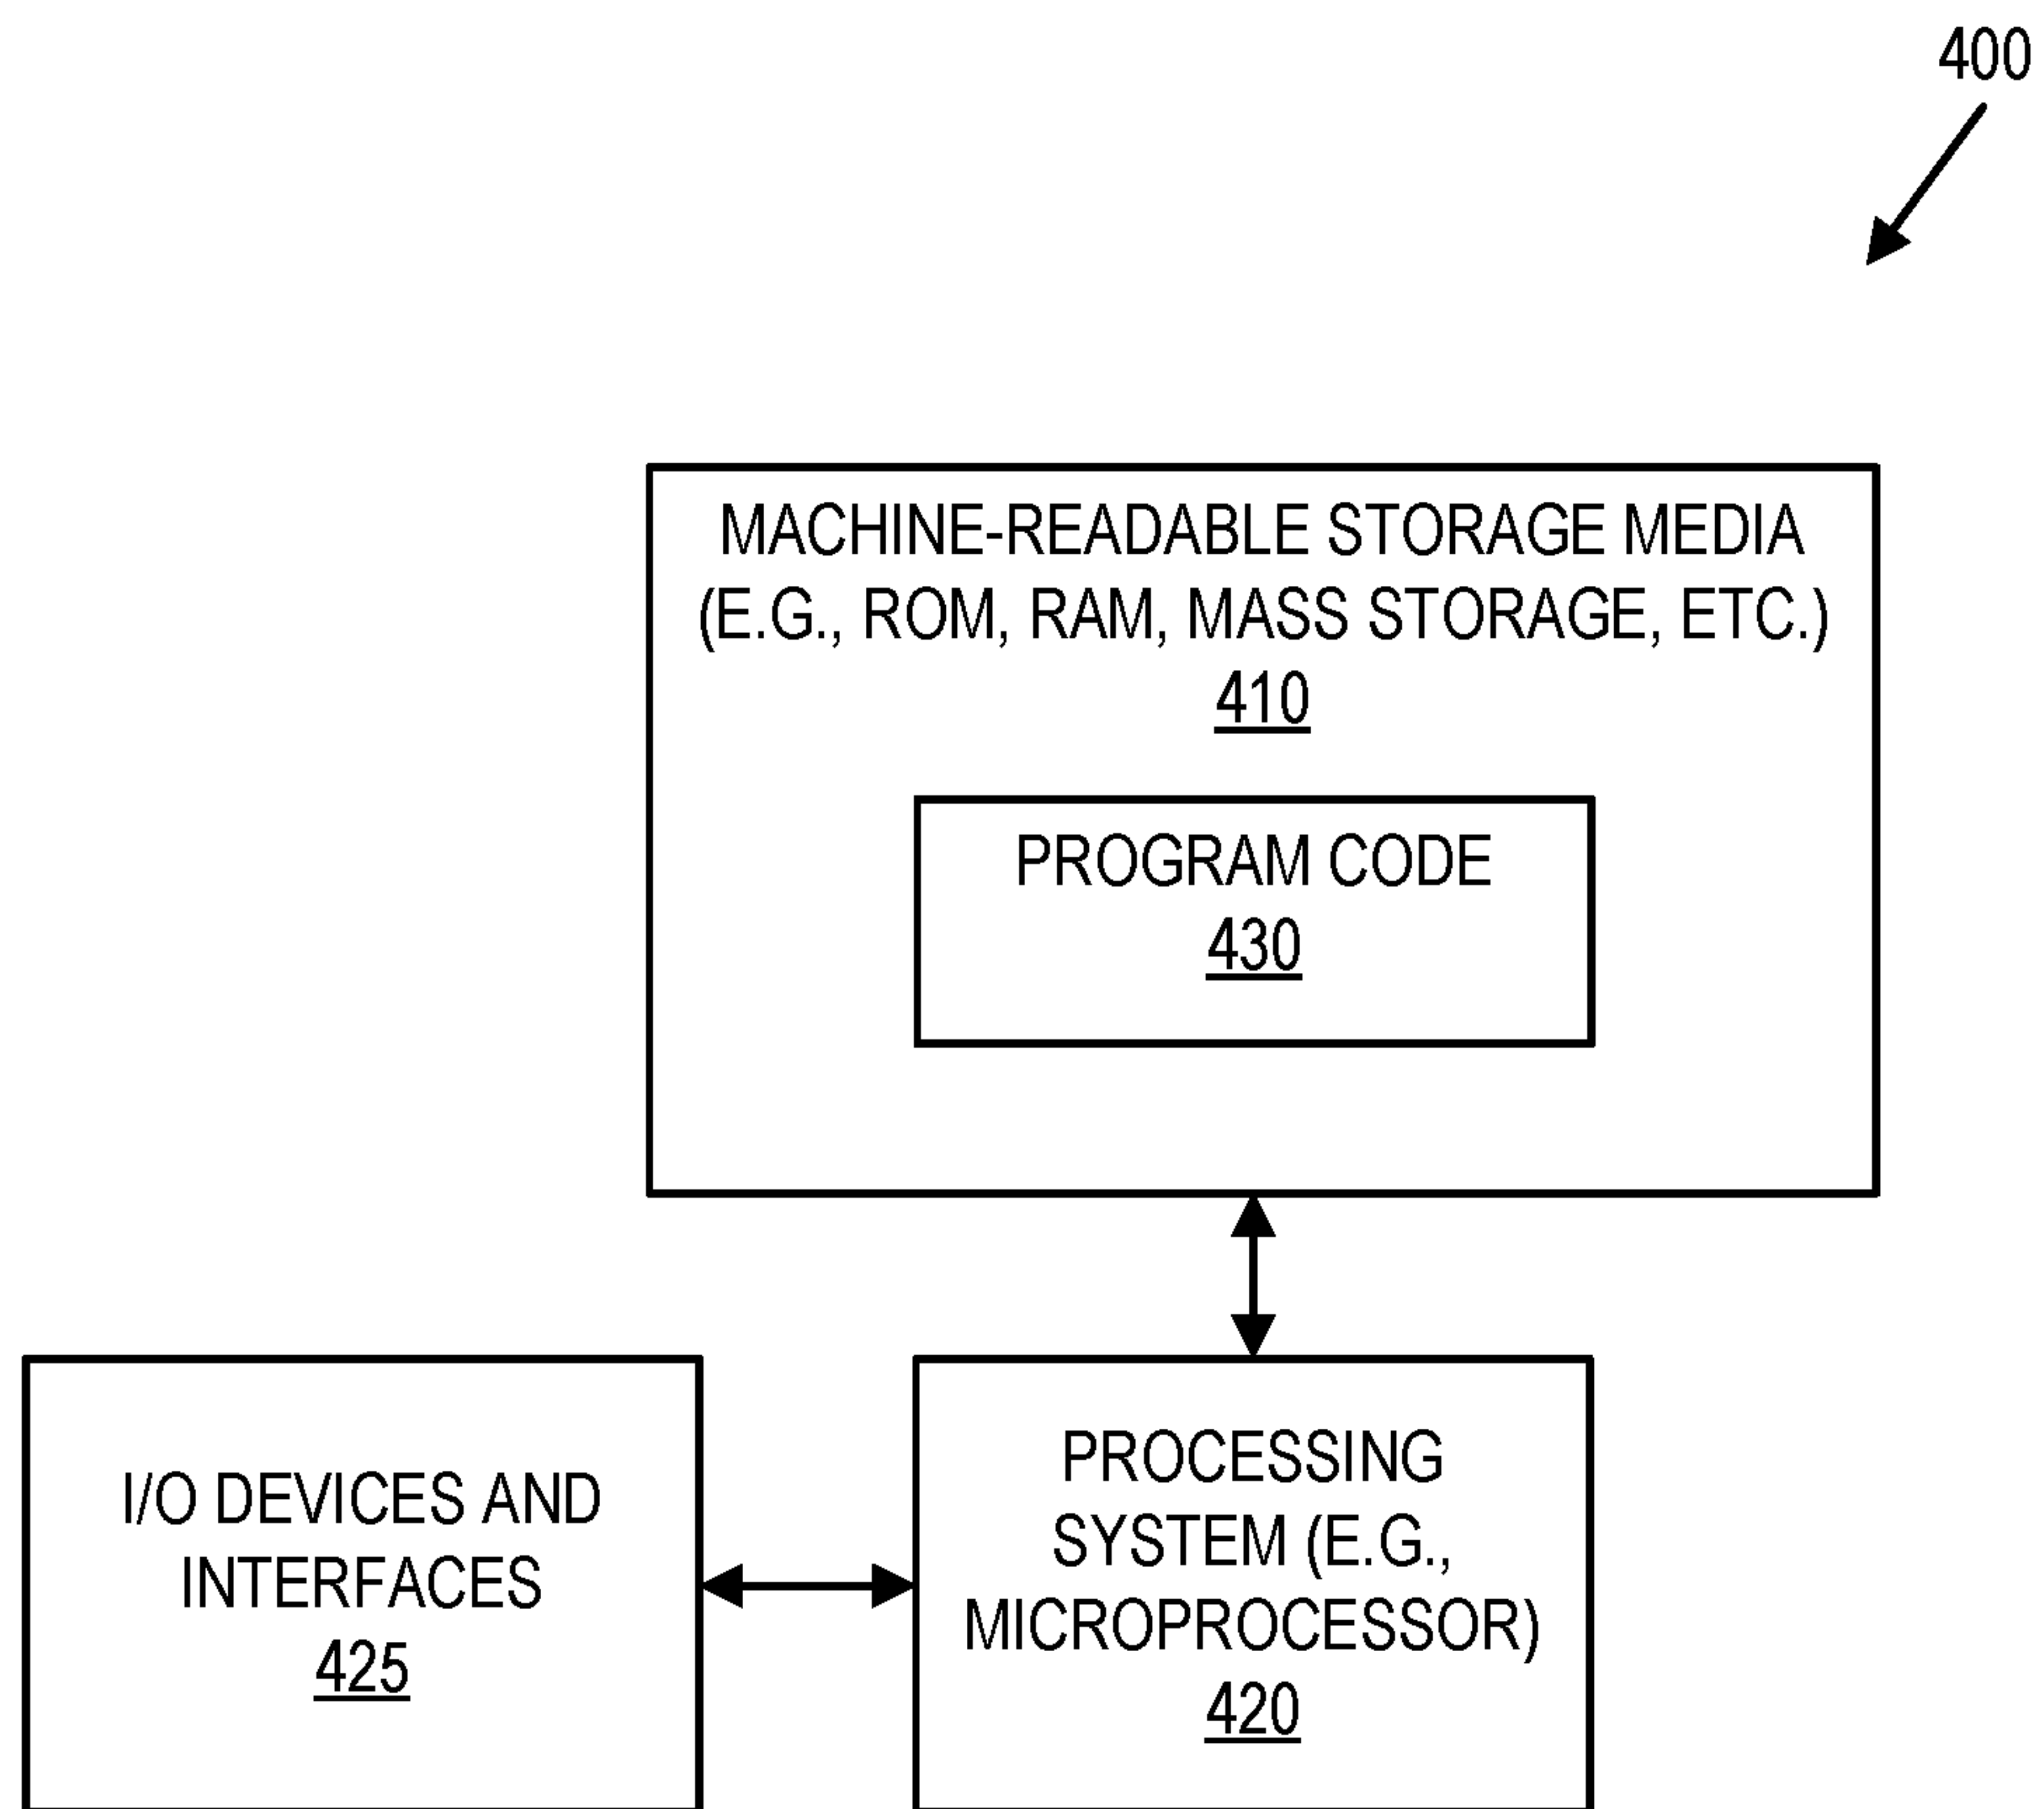 400
MACHINE-READABLE STORAGE MEDIA
(E.G., ROM, RAM, MASS STORAGE, ETC.)
410
PROGRAM CODE
430
I/O DEVICES AND
INTERFACES
425
PROCESSING
SYSTEM (E.G.,
MICROPROCESSOR)
420